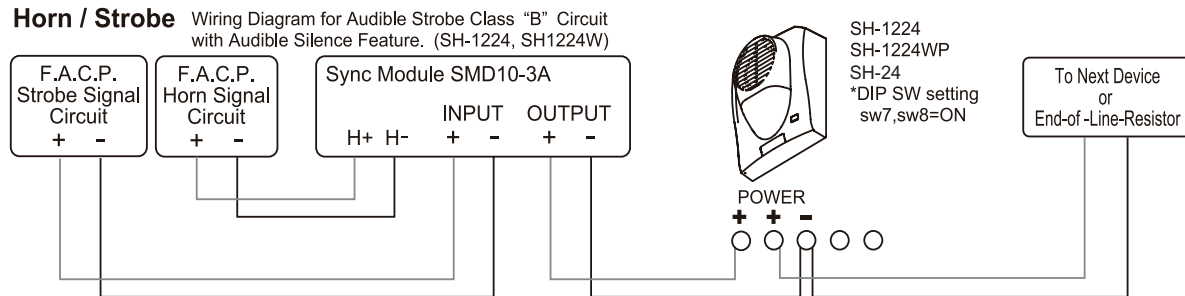 Horn / Strobe
Wiring Diagram for Audible Strobe Class “B” Circuit
with Audible Silence Feature. (SH-1224, SH1224W)
F.A.C.P.
Strobe Signal
Circuit
+ -
F.A.C.P.
Horn Signal
Circuit
+ -
Sync Module SMD10-3A
INPUT OUTPUT
H+ H- + - + -
SH-1224
SH-1224WP
SH-24
*DIP SW setting
sw7,sw8=ON
POWER
+ + -
To Next Device
or
End-of -Line-Resistor